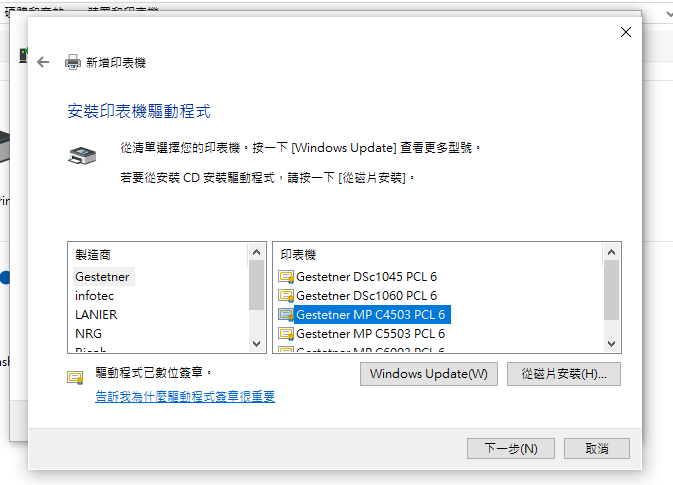 新增印表機
安裝印表機驅動程式
從清單選擇您的印表機。按一下 [Windows Update] 查看更多型號。
若要從安裝 CD 安裝驅動程式，請按一下 [從磁片安裝]。
製造商
Gestetner
infotec
LANIER
NRG
印表機
Gestetner DSc1045 PCL 6
Gestetner DSc1060 PCL 6
Gestetner MP C4503 PCL 6
Gestetner MP C5503 PCL 6
Gestetner MP C6003 PCL 6
驅動程式已數位簽章。
告訴我為什麼驅動程式簽章很重要
Windows Update(W)
從磁片安裝(H)...
下一步(N)
取消